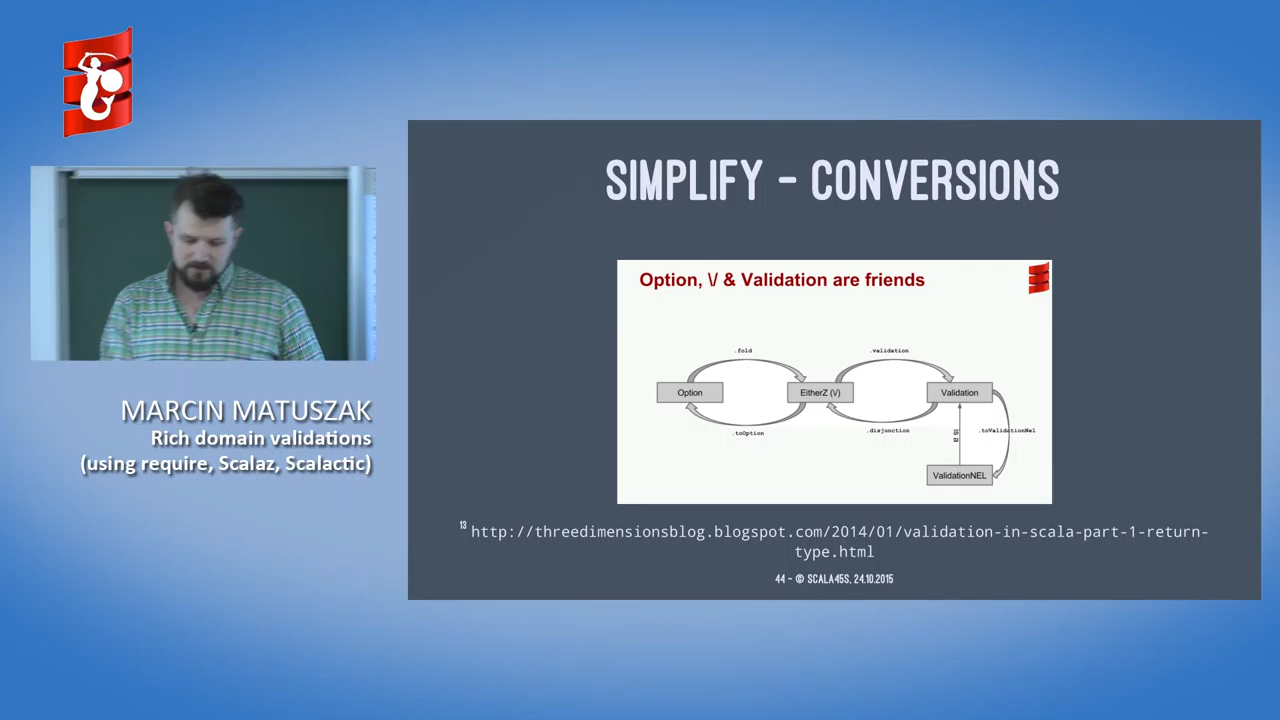 MARCIN MATUSZAK
Rich domain validations
(using require, Scalaz, Scalactic)
SIMPLIFY - CONVERSIONS
Option, \/ & Validation are friends
.fold
.validation
Option
EitherZ (\/)
Validation
.toOption
.disjunction
is a
.toValidationNel
ValidationNEL
13 http://threedimensionsblog.blogspot.com/2014/01/validation-in-scala-part-1-return-
type.html
44 - © SCALA45S, 24.10.2015